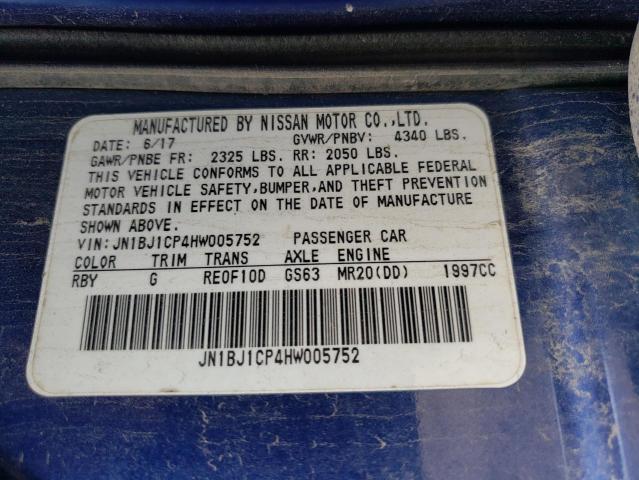 MANUFACTURED BY NISSAN MOTOR CO.,LTD.
DATE: 6/17 GVWR/PNBV: 4340 LBS.
GAWR/PNBE FR: 2325 LBS. RR: 2050 LBS.
THIS VEHICLE CONFORMS TO ALL APPLICABLE FEDERAL
MOTOR VEHICLE SAFETY,BUMPER,AND THEFT PREVENTION
STANDARDS IN EFFECT ON THE DATE OF MANUFACTURE
SHOWN ABOVE.
VIN: JN1BJ1CP4HW005752 PASSENGER CAR
COLOR TRIM TRANS AXLE ENGINE
RBY G RE0F10D GS63 MR20(DD) 1997CC
JN1BJ1CP4HW005752